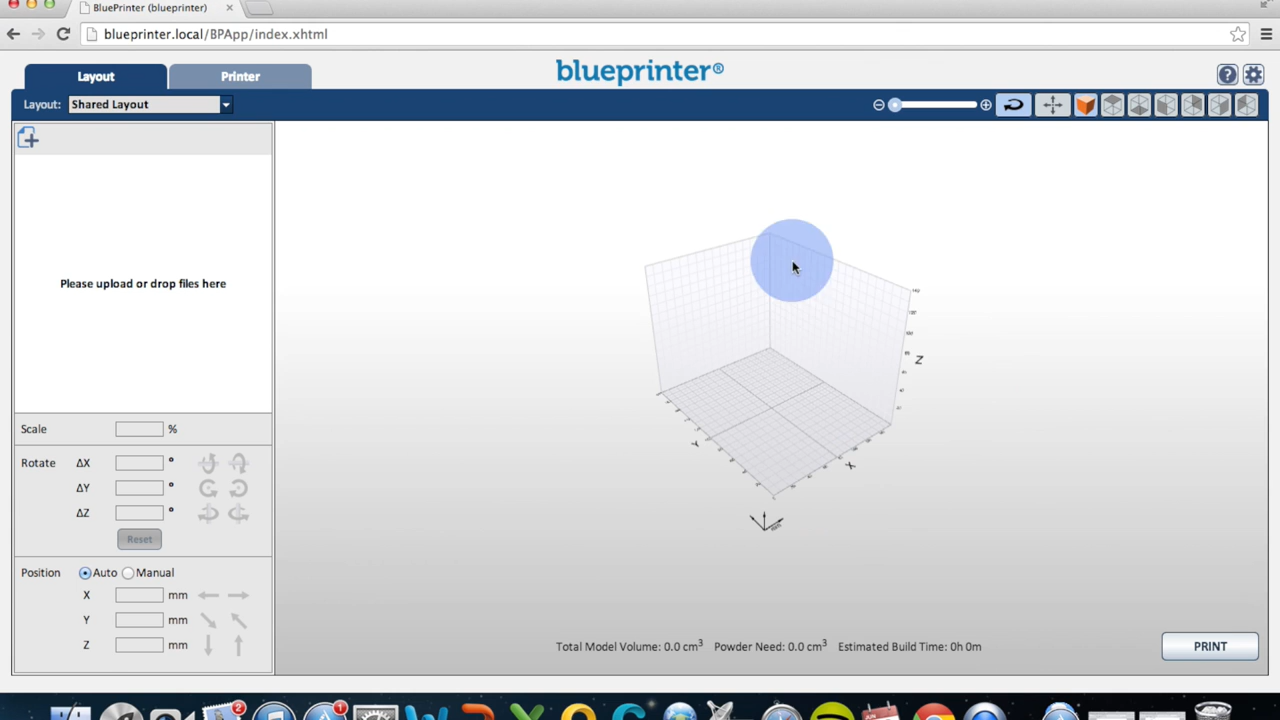 BluePrinter (blueprinter)
blueprinter.local/BPApp/index.xhtml
Layout
Printer
blueprinter®
Layout: Shared Layout
Please upload or drop files here
Scale %
Rotate ΔX °
ΔY °
ΔZ °
Reset
Position Auto Manual
X mm
Y mm
Z mm
Z
Y
X
Total Model Volume: 0.0 cm³ Powder Need: 0.0 cm³ Estimated Build Time: 0h 0m
PRINT
2
1